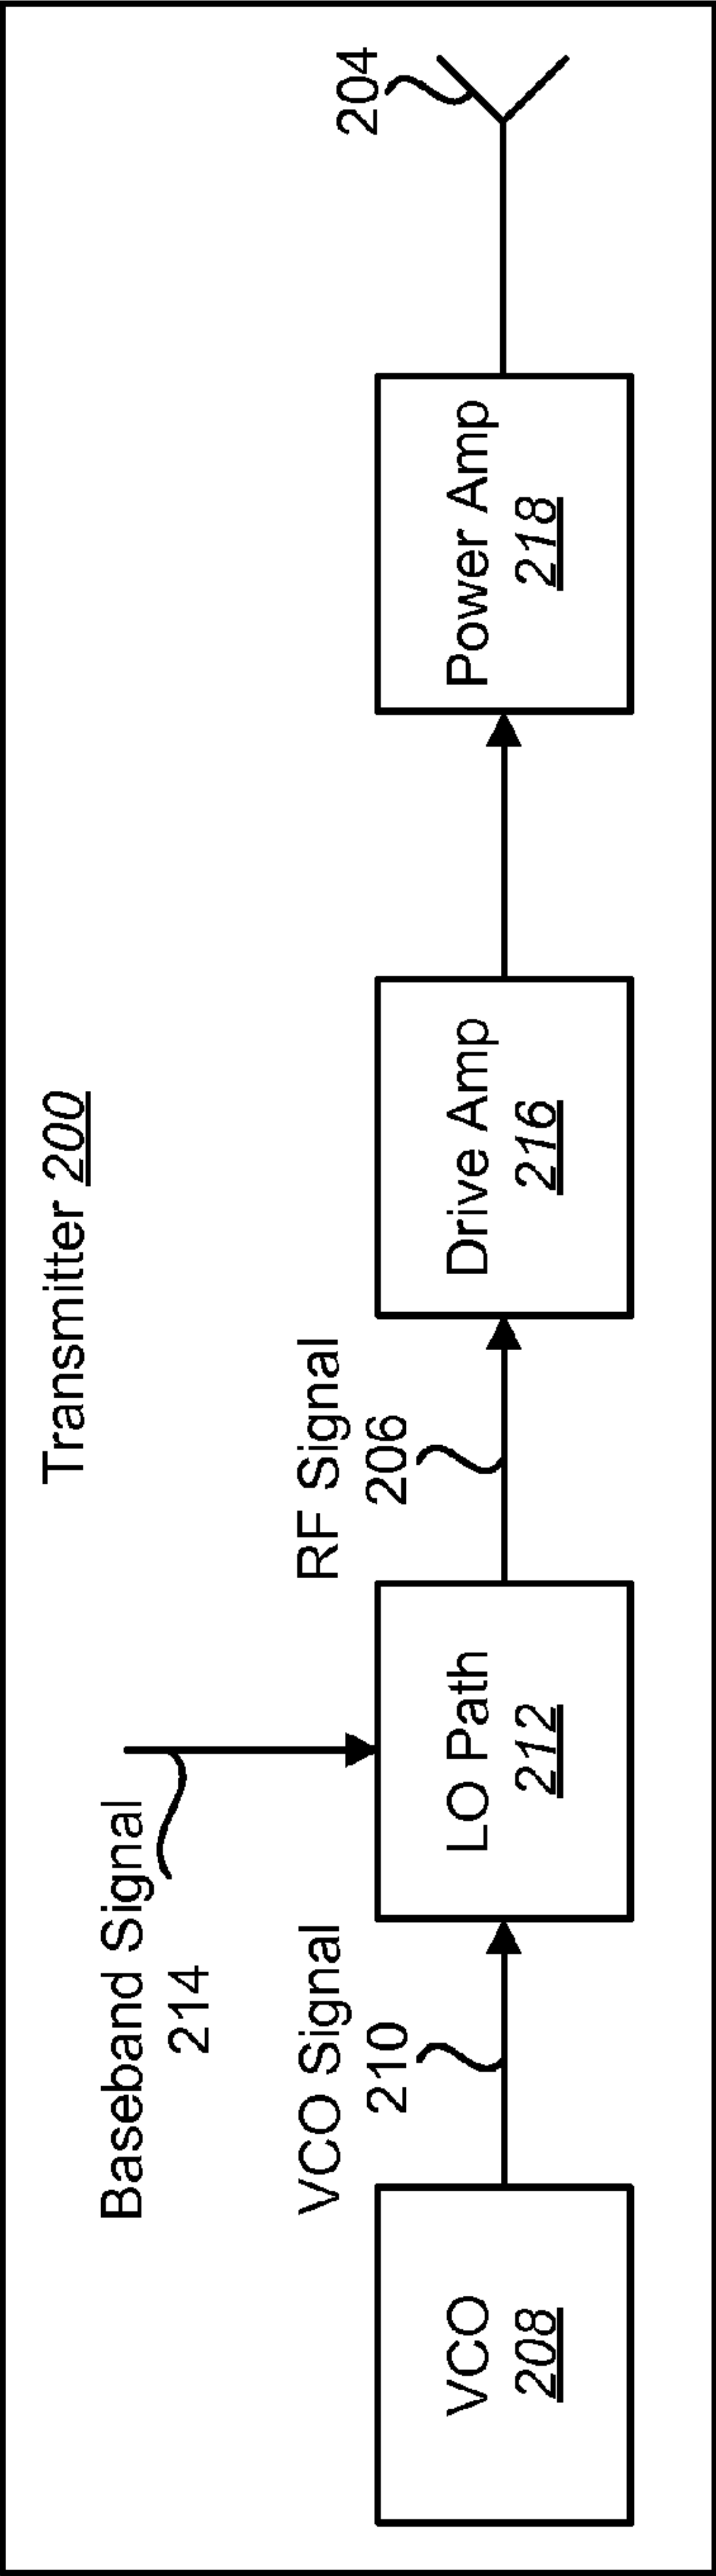 Transmitter 200
Baseband Signal
214
VCO Signal
210
RF Signal
206
204
VCO
208
LO Path
212
Drive Amp
216
Power Amp
218